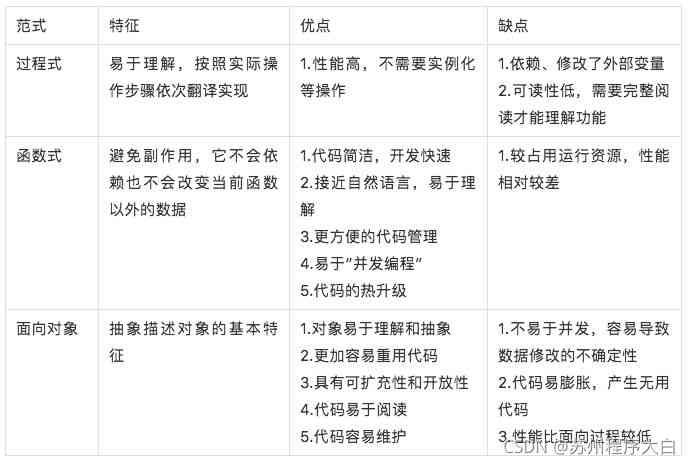 范式 特征 优点 缺点
过程式 易于理解，按照实际操作步骤依次翻译实现 1.性能高，不需要实例化等操作 1.依赖、修改了外部变量
2.可读性低，需要完整阅读才能理解功能
函数式 避免副作用，它不会依赖也不会改变当前函数以外的数据 1.代码简洁，开发快速
2.接近自然语言，易于理解
3.更方便的代码管理
4.易于“并发编程”
5.代码的热升级
1.较占用运行资源，性能相对较差
面向对象 抽象描述对象的基本特征 1.对象易于理解和抽象
2.更加容易重用代码
3.具有可扩充性和开放性
4.代码易于阅读
5.代码容易维护
1.不易于并发，容易导致数据修改的不确定性
2.代码易膨胀，产生无用代码
3.性能比面向过程较低
CSDN @苏州程序大白